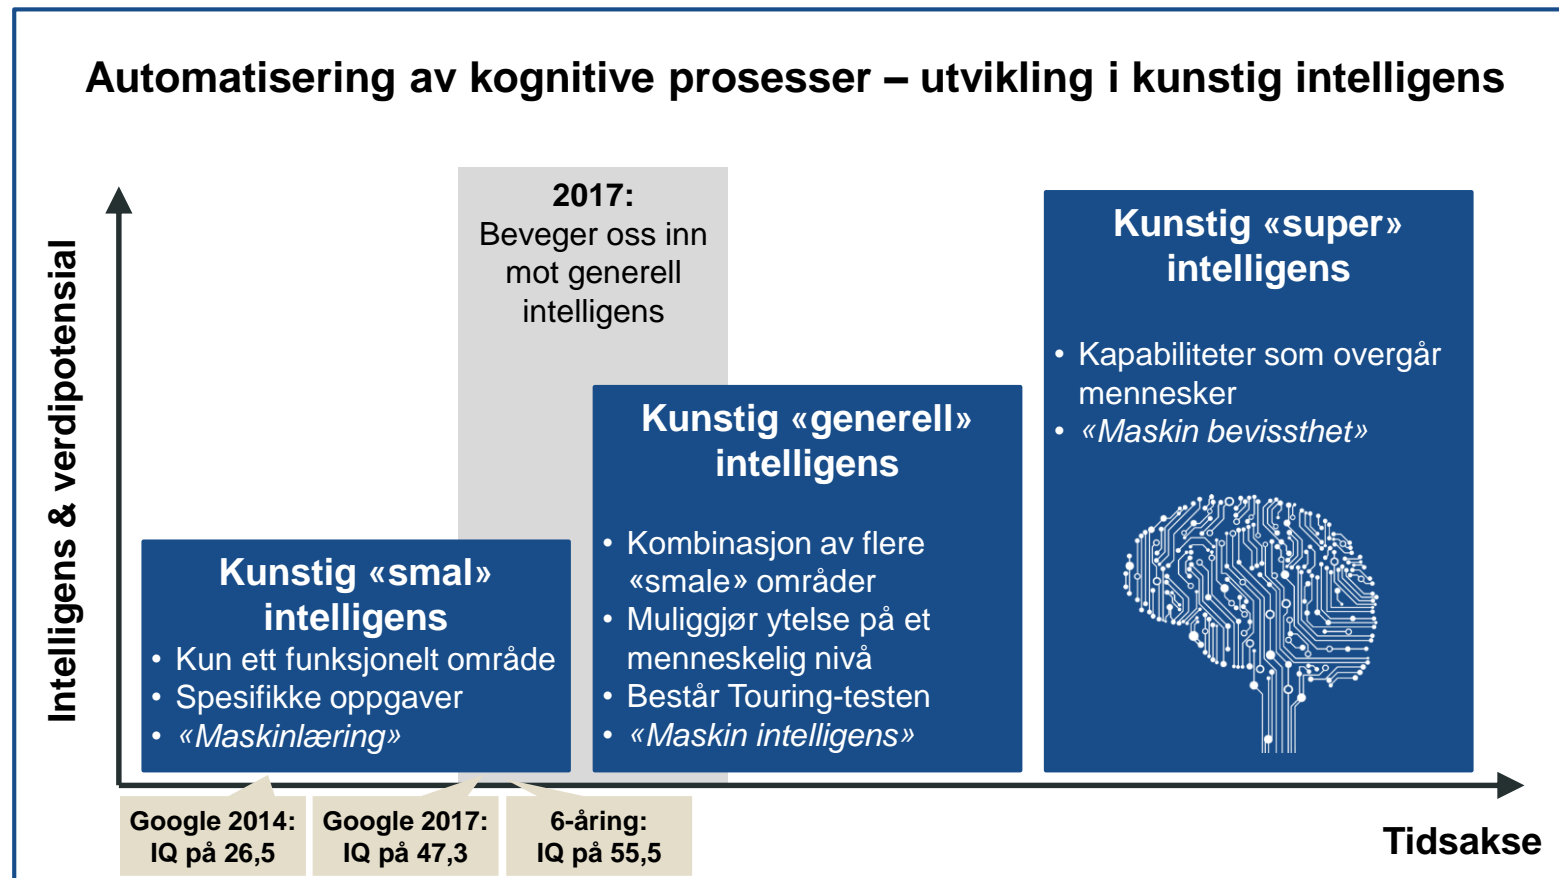 Automatisering av kognitive prosesser – utvikling i kunstig intelligens
Intelligens & verdipotensial
2017:
Beveger oss inn
mot generell
intelligens
Kunstig «smal»
intelligens
• Kun ett funksjonelt område
• Spesifikke oppgaver
• «Maskinlæring»
Kunstig «generell»
intelligens
• Kombinasjon av flere
«smale» områder
• Muliggjør ytelse på et
menneskelig nivå
• Består Touring-testen
• «Maskin intelligens»
Kunstig «super»
intelligens
• Kapabiliteter som overgår
mennesker
• «Maskin bevissthet»
Google 2014:
IQ på 26,5
Google 2017:
IQ på 47,3
6-åring:
IQ på 55,5
Tidsakse